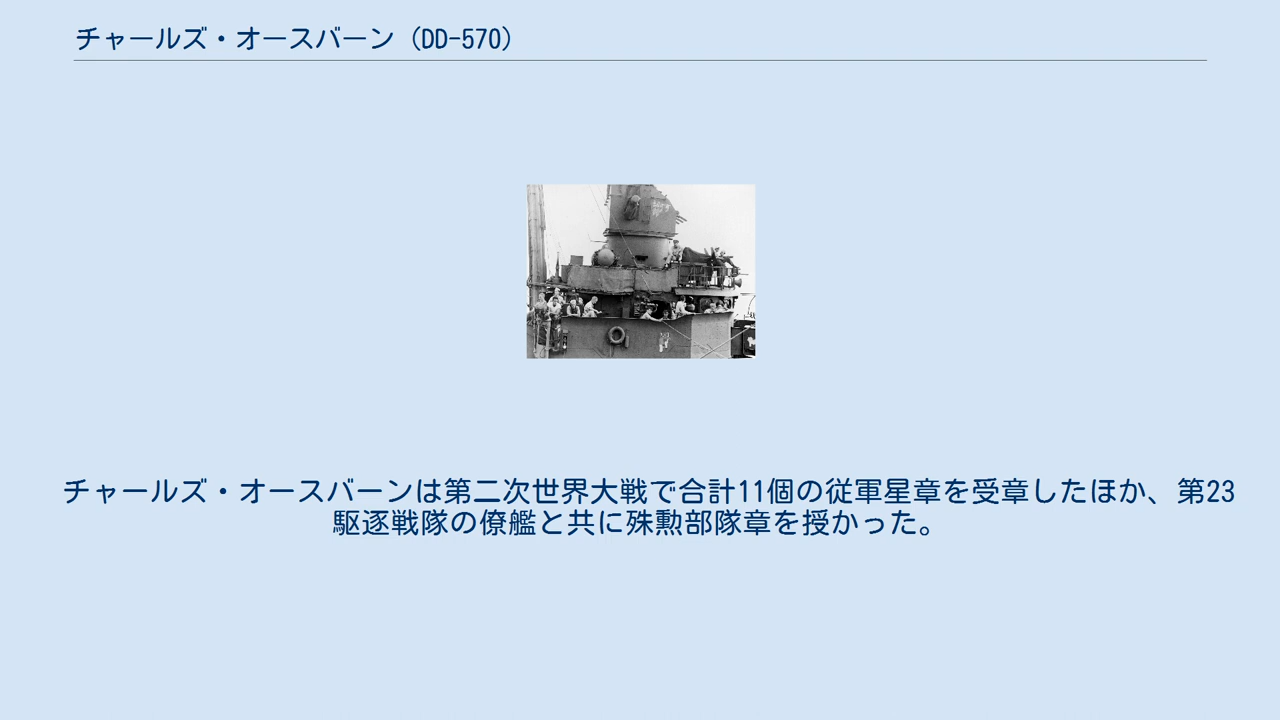 チャールズ・オースバーン（DD-570）
チャールズ・オースバーンは第二次世界大戦で合計11個の従軍星章を受章したほか、第23
駆逐戦隊の僚艦と共に殊勲部隊章を授かった。